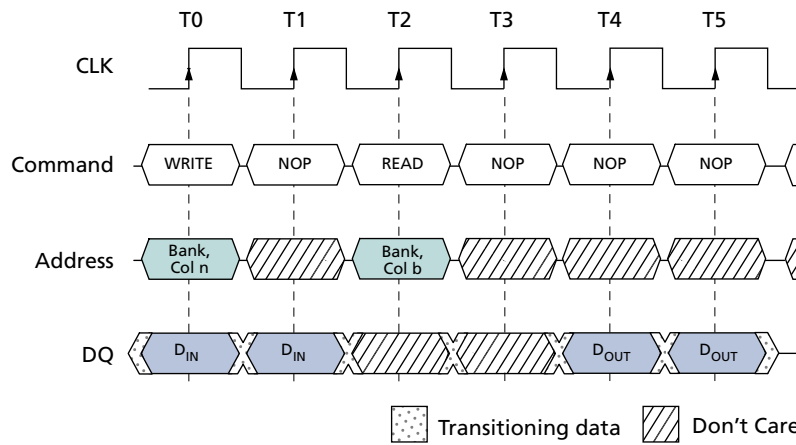 T0 T1 T2 T3 T4 T5
CLK
Command WRITE NOP READ NOP NOP NOP
Address Bank, Col n Bank, Col b
DQ DIN DIN DOUT DOUT
Transitioning data Don't Care